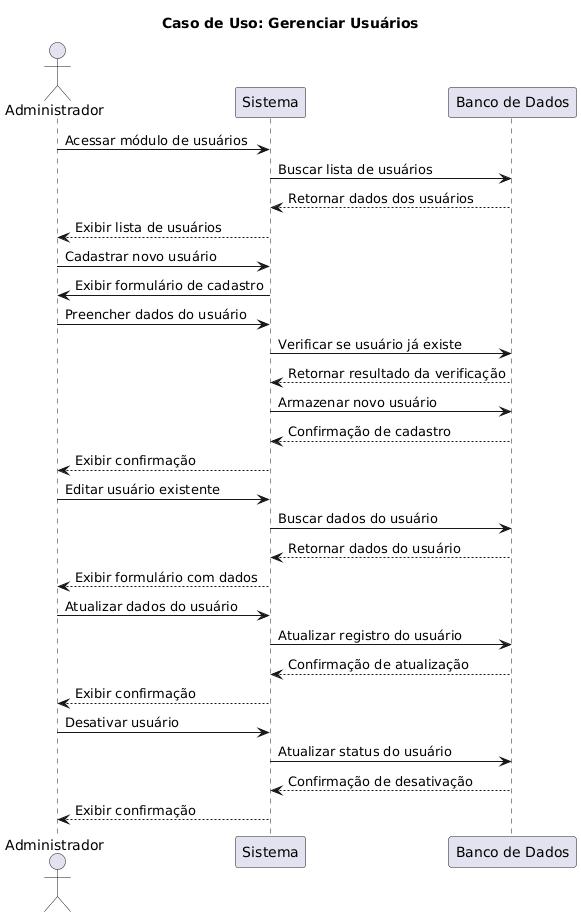 Caso de Uso: Gerenciar Usuários
Administrador
Sistema
Banco de Dados
Acessar módulo de usuários
Buscar lista de usuários
Retornar dados dos usuários
Exibir lista de usuários
Cadastrar novo usuário
Exibir formulário de cadastro
Preencher dados do usuário
Verificar se usuário já existe
Retornar resultado da verificação
Armazenar novo usuário
Confirmação de cadastro
Exibir confirmação
Editar usuário existente
Buscar dados do usuário
Retornar dados do usuário
Exibir formulário com dados
Atualizar dados do usuário
Atualizar registro do usuário
Confirmação de atualização
Exibir confirmação
Desativar usuário
Atualizar status do usuário
Confirmação de desativação
Exibir confirmação
Administrador
Sistema
Banco de Dados